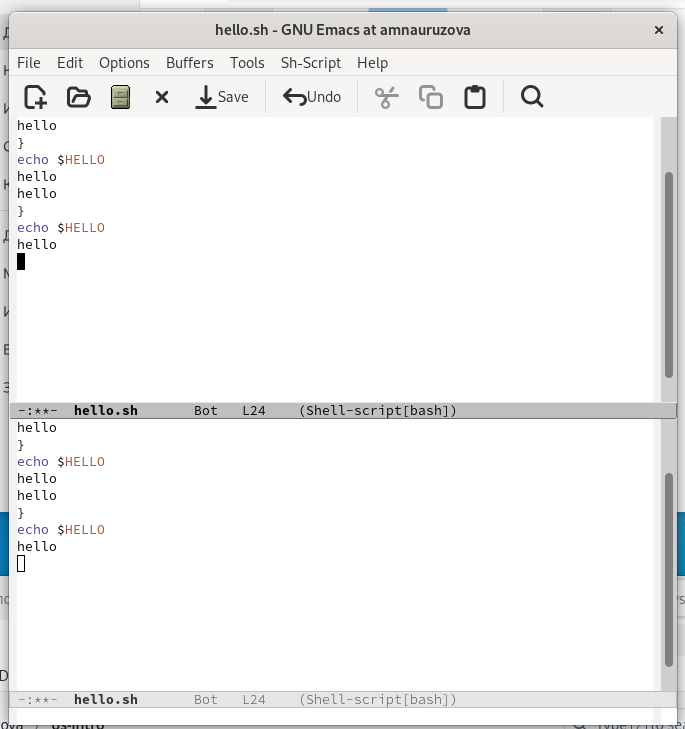 hello.sh - GNU Emacs at amnauruzova
File Edit Options Buffers Tools Sh-Script Help
Save Undo
hello
}
echo $HELLO
hello
hello
}
echo $HELLO
hello
-:**- hello.sh Bot L24 (Shell-script[bash])
hello
}
echo $HELLO
hello
hello
}
echo $HELLO
hello
-:**- hello.sh Bot L24 (Shell-script[bash])